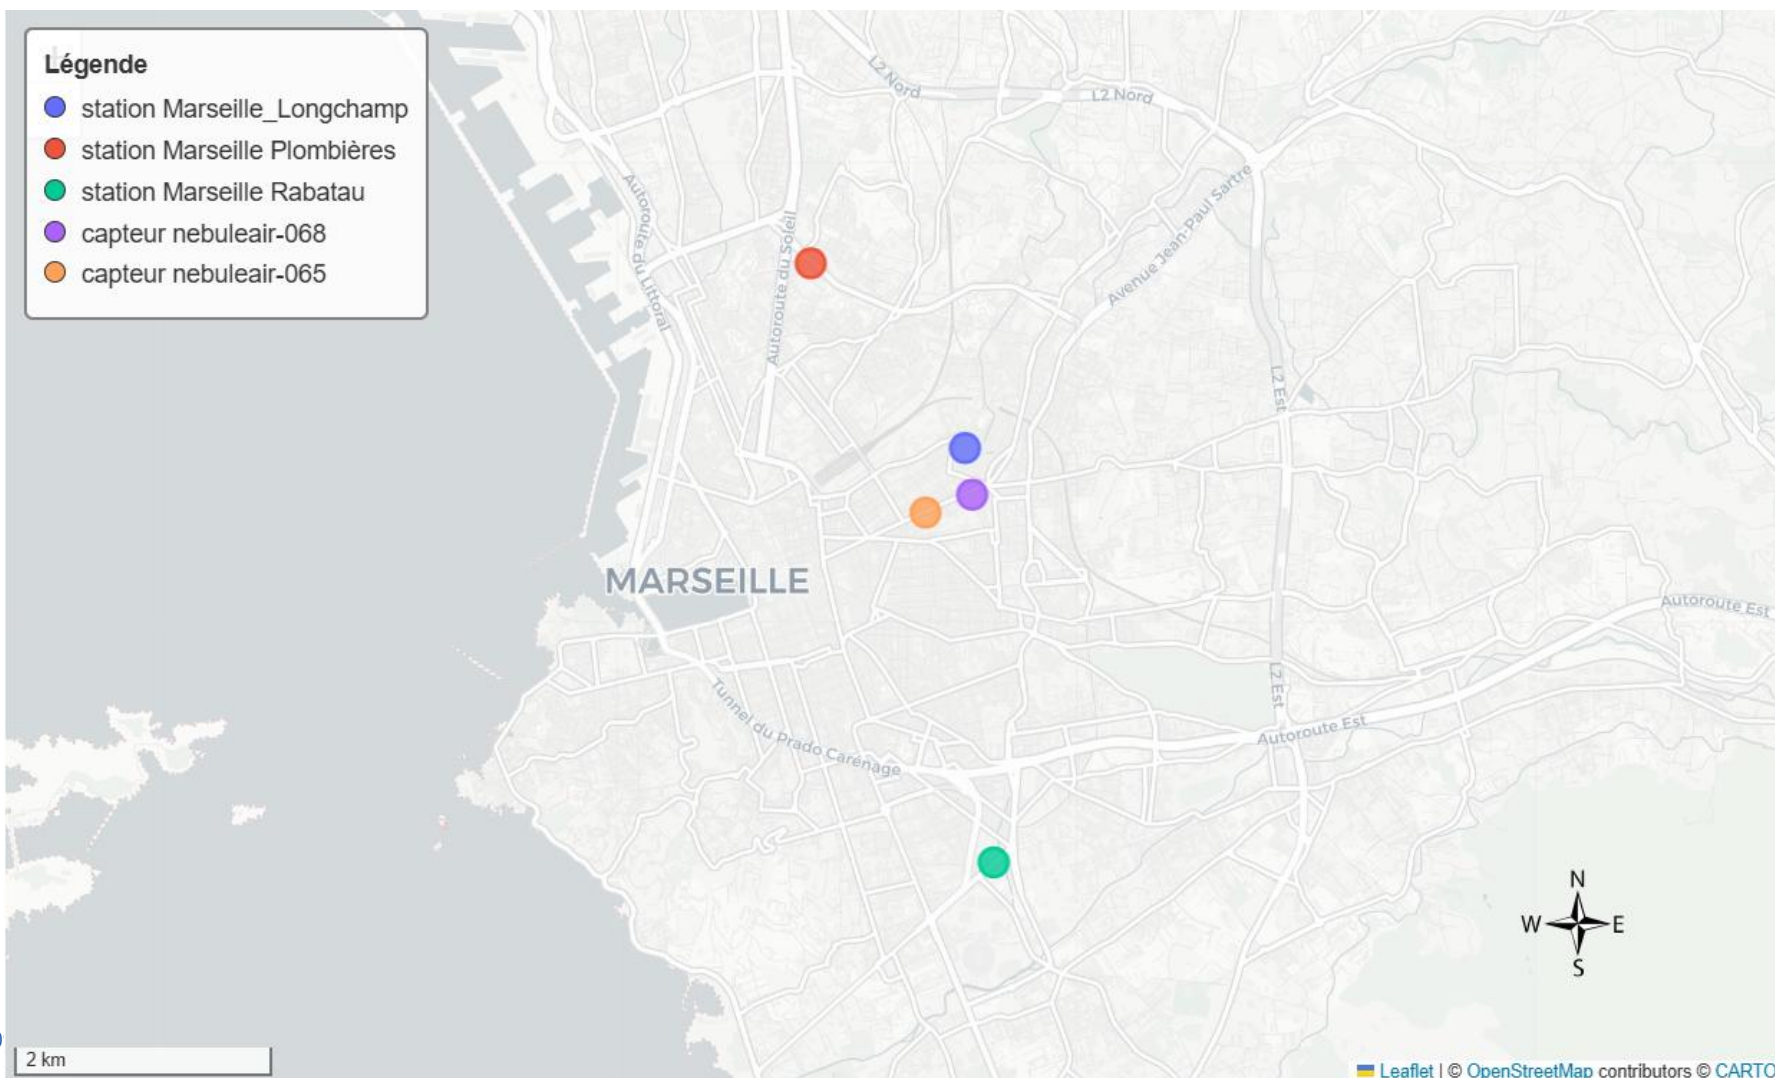 Légende
station Marseille_Longchamp
station Marseille Plombières
station Marseille Rabatau
capteur nebuleair-068
capteur nebuleair-065
L2 Nord
L2 Nord
Autoroute du Littoral
Autoroute du Soleil
Avenue Jean-Paul Sartre
L2 Est
MARSEILLE
Autoroute Est
L2 Est
Tunnel du Prado Carénage
Autoroute Est
N
W E
S
2 km
Leaflet | © OpenStreetMap contributors © CARTO